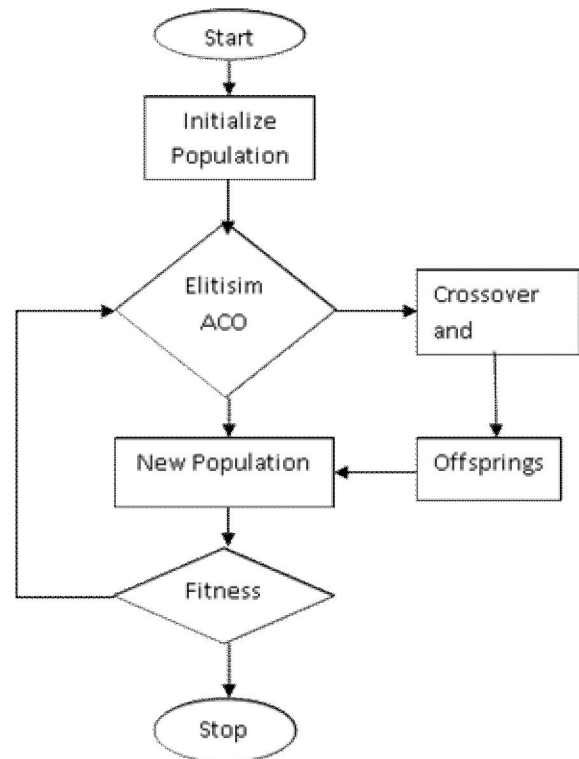 Start
Initialize
Population
Elitisim
ACO
Crossover
and
New Population
Offsprings
Fitness
Stop